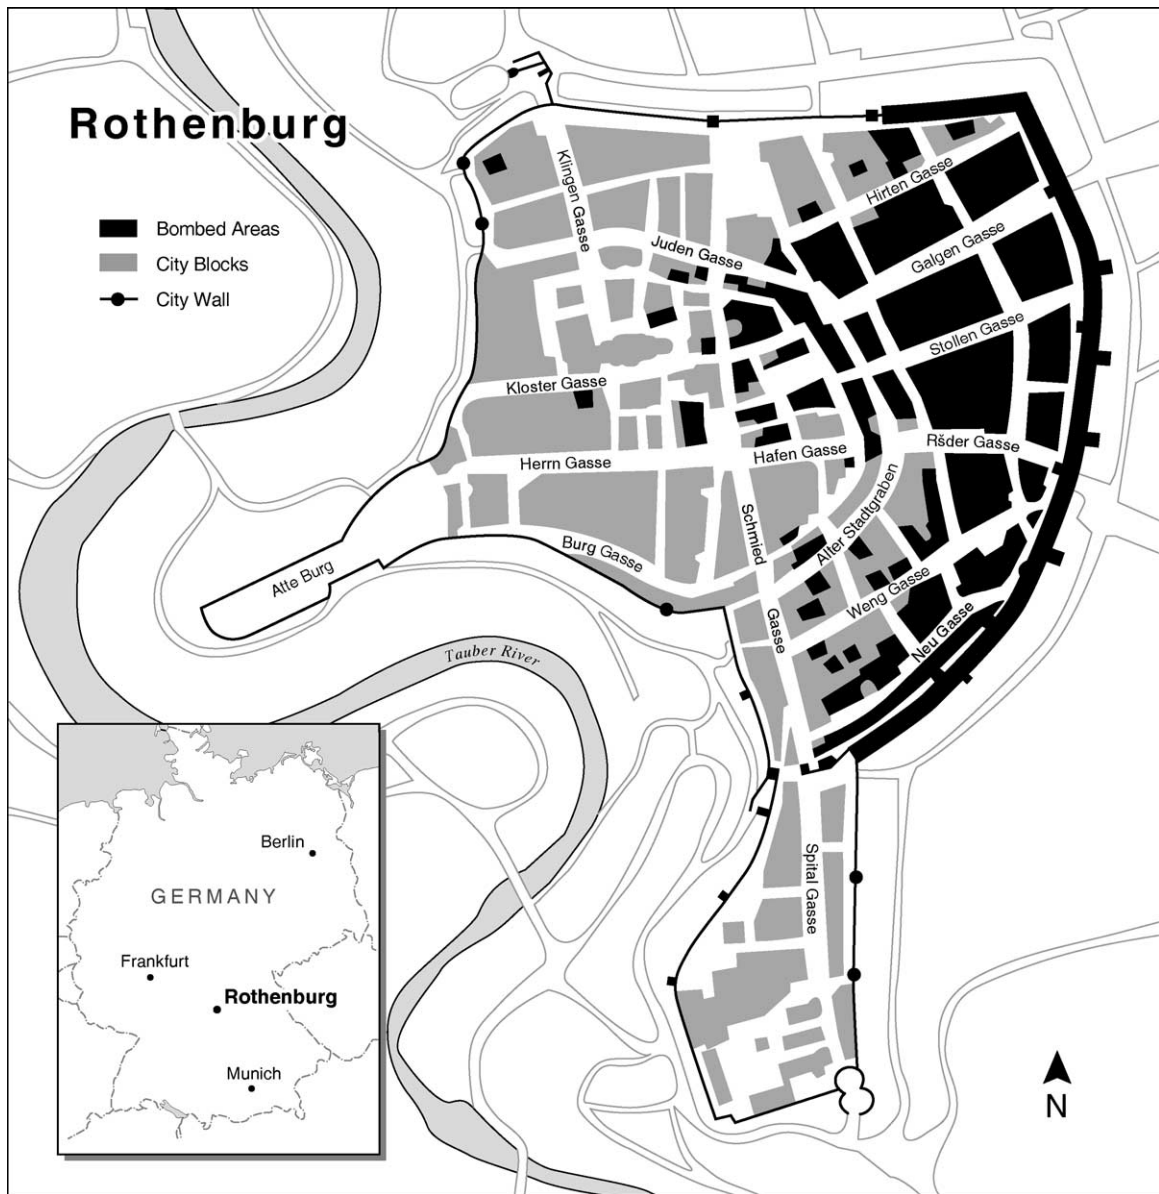 Rothenburg
Bombed Areas
City Blocks
City Wall
Klingen Gasse
Hirten Gasse
Juden Gasse
Galgen Gasse
Stollen Gasse
Kloster Gasse
Ršder Gasse
Hafen Gasse
Herrn Gasse
Schmied Gasse
Alter Stadtgraben
Burg Gasse
Atte Burg
Weng Gasse
Neu Gasse
Tauber River
Spital Gasse
Berlin
GERMANY
Frankfurt
Rothenburg
Munich
N